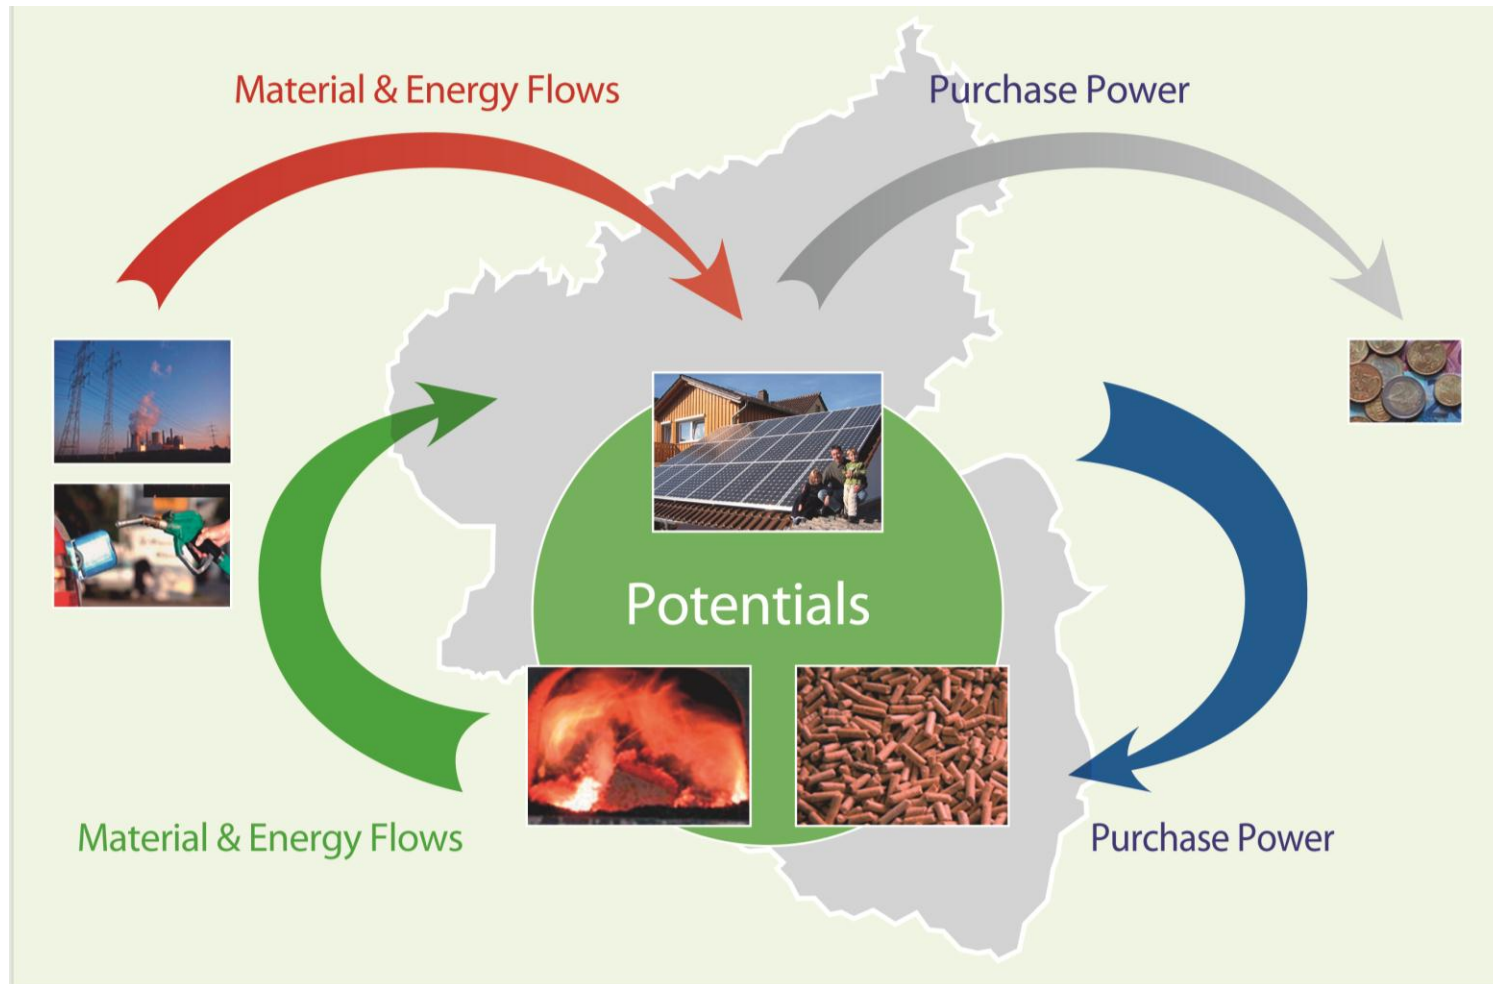 Material & Energy Flows
Purchase Power
Potentials
Material & Energy Flows
Purchase Power